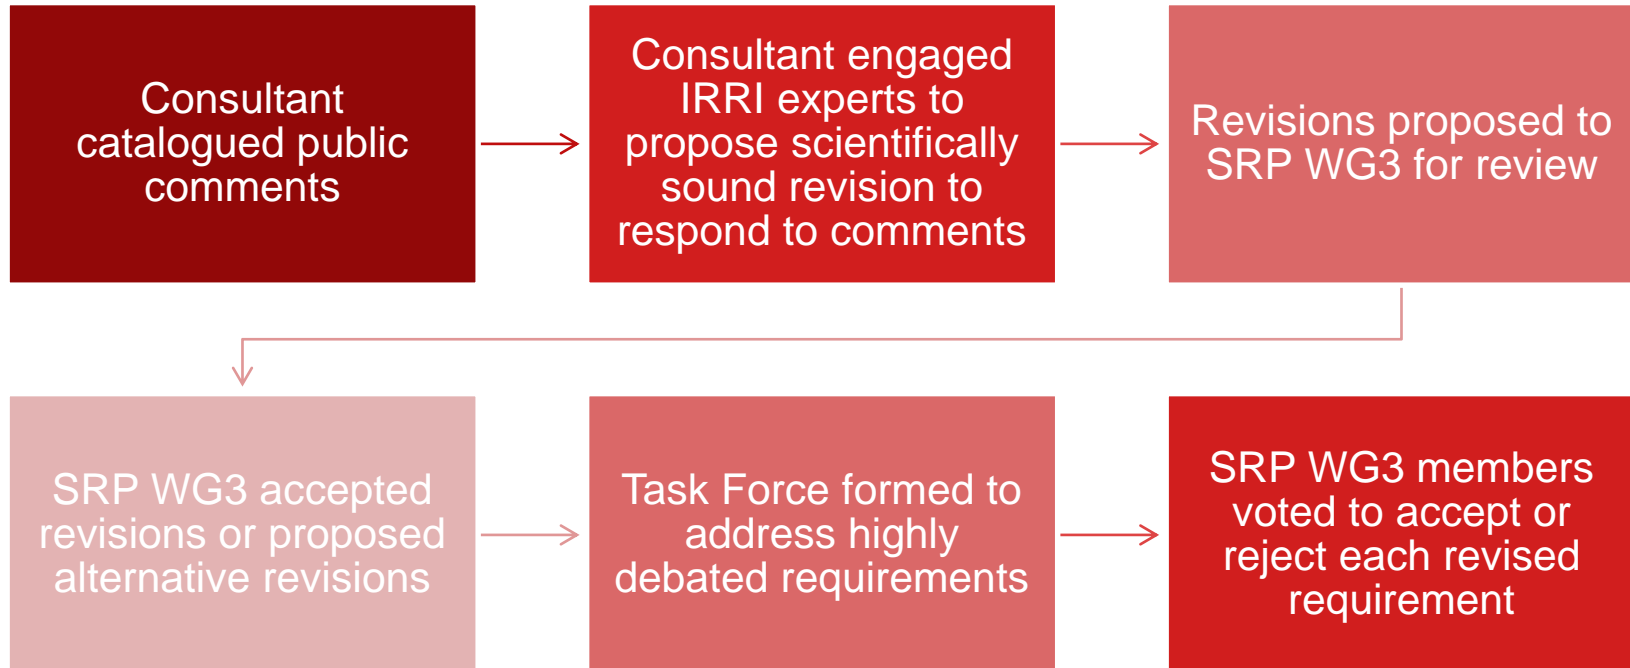 Consultant
catalogued public
comments
Consultant engaged
IRRI experts to
propose scientifically
sound revision to
respond to comments
Revisions proposed to
SRP WG3 for review
SRP WG3 accepted
revisions or proposed
alternative revisions
Task Force formed to
address highly
debated requirements
SRP WG3 members
voted to accept or
reject each revised
requirement